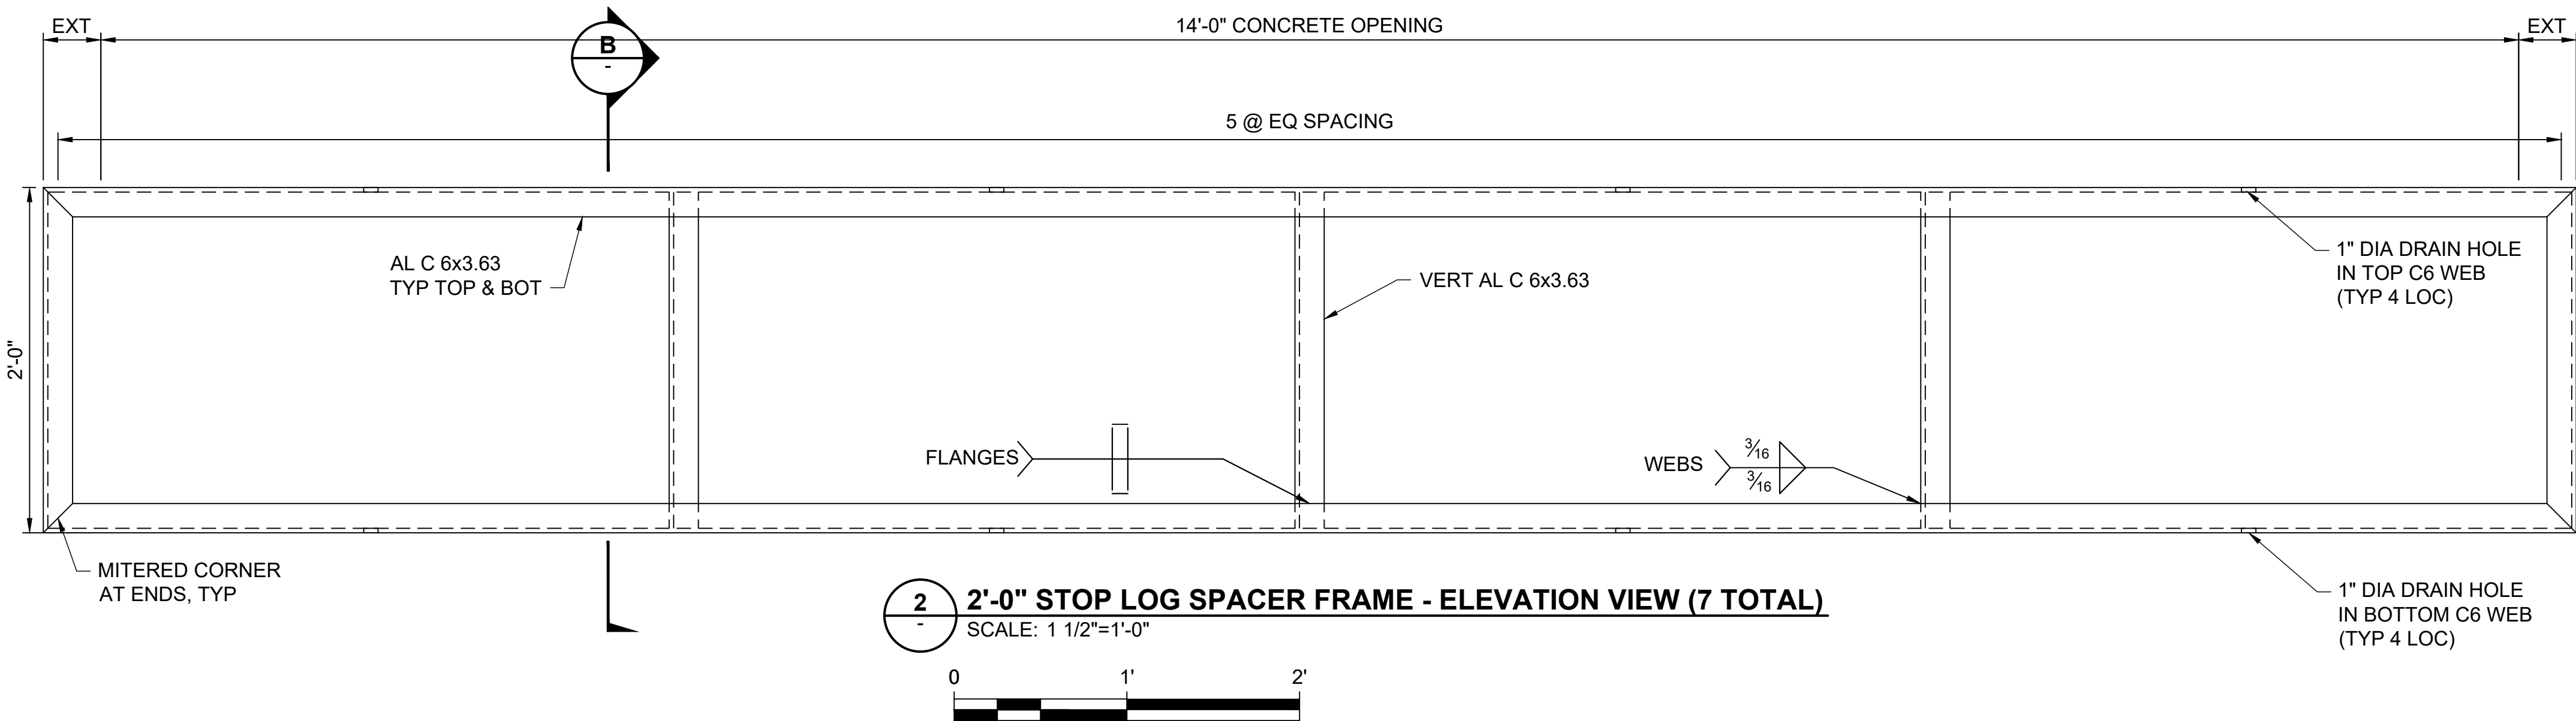 EXT
14'-0" CONCRETE OPENING
EXT
B
-
5 @ EQ SPACING
AL C 6x3.63
TYP TOP & BOT
VERT AL C 6x3.63
1" DIA DRAIN HOLE
IN TOP C6 WEB
(TYP 4 LOC)
2'-0"
FLANGES
WEBS
3/16
3/16
MITERED CORNER
AT ENDS, TYP
1" DIA DRAIN HOLE
IN BOTTOM C6 WEB
(TYP 4 LOC)
2
-
2'-0" STOP LOG SPACER FRAME - ELEVATION VIEW (7 TOTAL)
SCALE: 1 1/2"=1'-0"
0 1' 2'